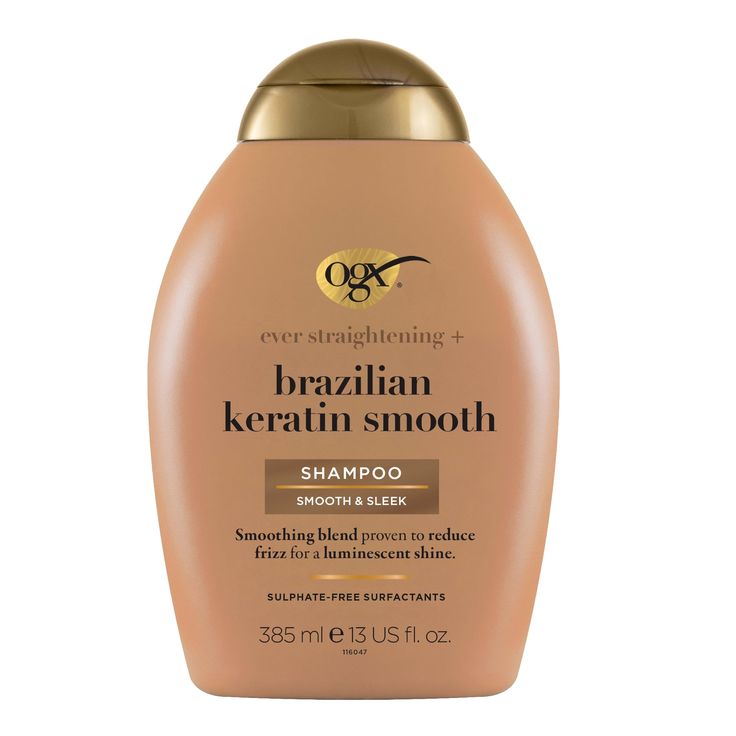 ogx®
ever straightening +
brazilian
keratin smooth
SHAMPOO
SMOOTH & SLEEK
Smoothing blend proven to reduce
frizz for a luminescent shine.
SULPHATE-FREE SURFACTANTS
385 ml ℮ 13 US fl. oz.
116047